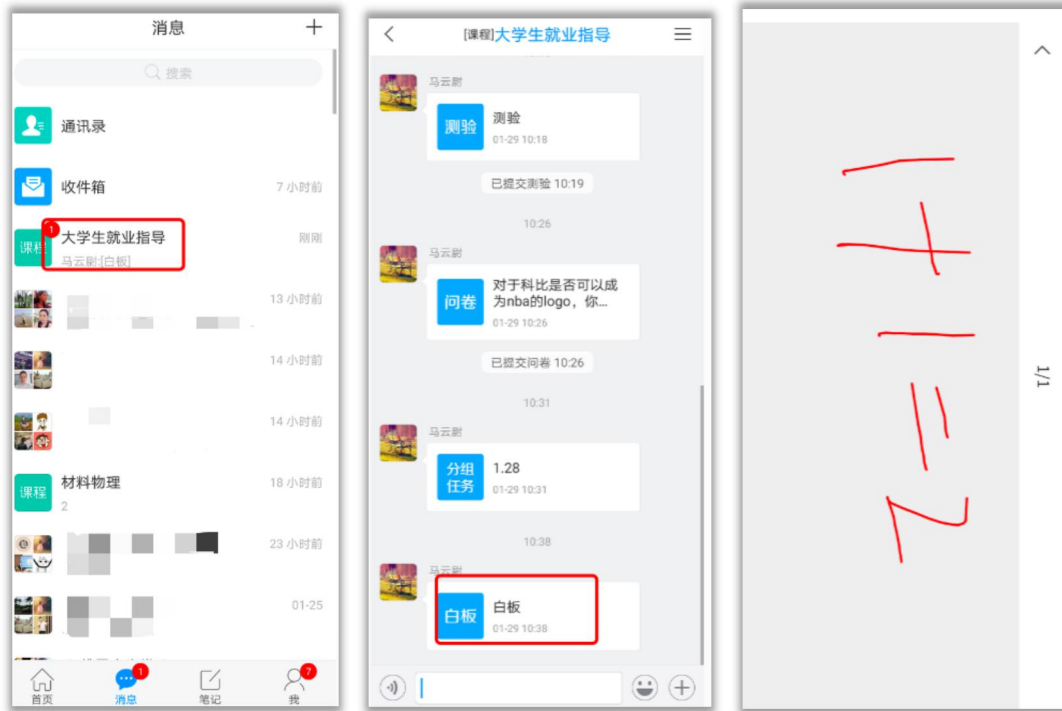 消息
搜索
通讯录
收件箱
7 小时前
1
课程
大学生就业指导
刚刚
马云尉:[白板]
13 小时前
14 小时前
14 小时前
课程
材料物理
18 小时前
2
23 小时前
01-25
首页
1
消息
笔记
7
我
[课程]大学生就业指导
马云尉
测验
测验
01-29 10:18
已提交测验 10:19
10:26
马云尉
问卷
对于科比是否可以成
为nba的logo，你...
01-29 10:26
已提交问卷 10:26
10:31
马云尉
分组
任务
1.28
01-29 10:31
10:38
马云尉
白板
白板
01-29 10:38
1+1=2
1/1